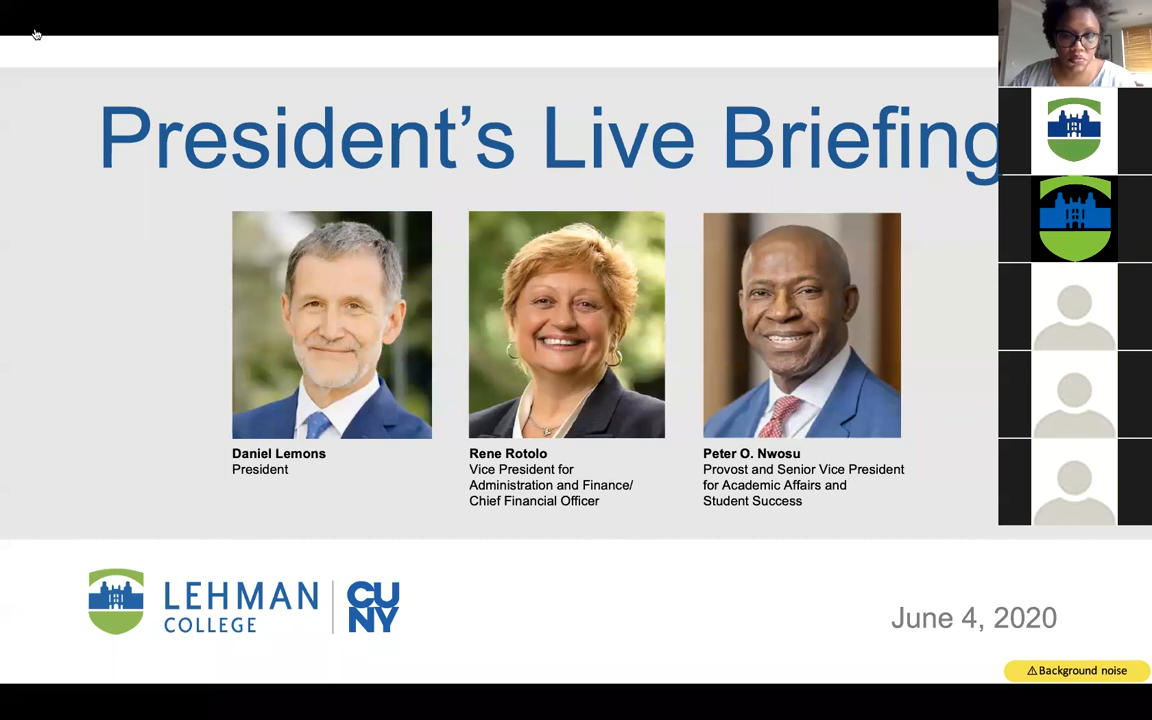 President's Live Briefing
Daniel Lemons
President
Rene Rotolo
Vice President for
Administration and Finance/
Chief Financial Officer
Peter O. Nwosu
Provost and Senior Vice President
for Academic Affairs and
Student Success
LEHMAN
COLLEGE
CU
NY
June 4, 2020
⚠Background noise